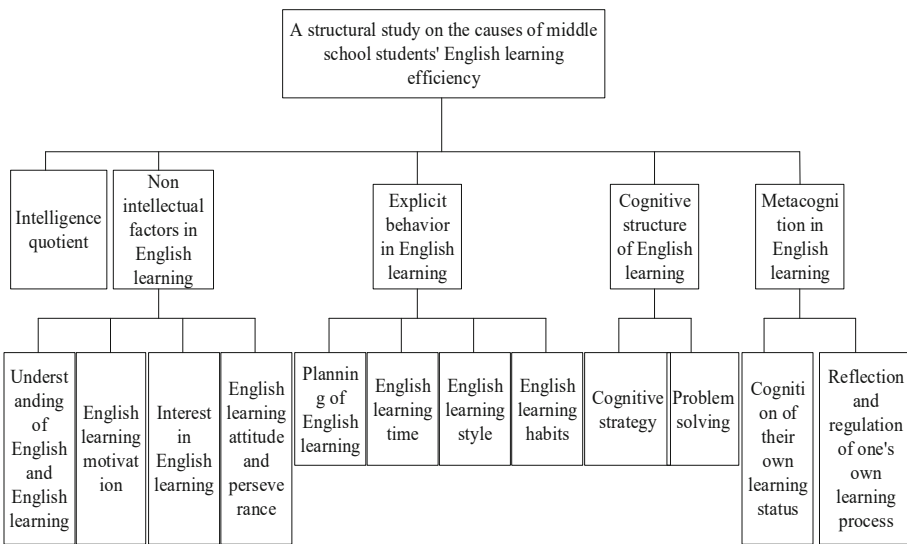 A structural study on the causes of middle
school students' English learning
efficiency
Intelligence
quotient
Non
intellectual
factors in
English
learning
Explicit
behavior
in English
learning
Cognitive
structure
of English
learning
Metacogni
tion in
English
learning
Underst
anding of
English
and
English
learning
English
learning
motivat
ion
Interest
in
English
learning
English
learning
attitude
and
perseve
rance
Plannin
g of
English
learning
English
learning
time
English
learning
style
English
learning
habits
Cognitive
strategy
Problem
solving
Cogniti
on of
their
own
learning
status
Reflection
and
regulation
of one's
own
learning
process